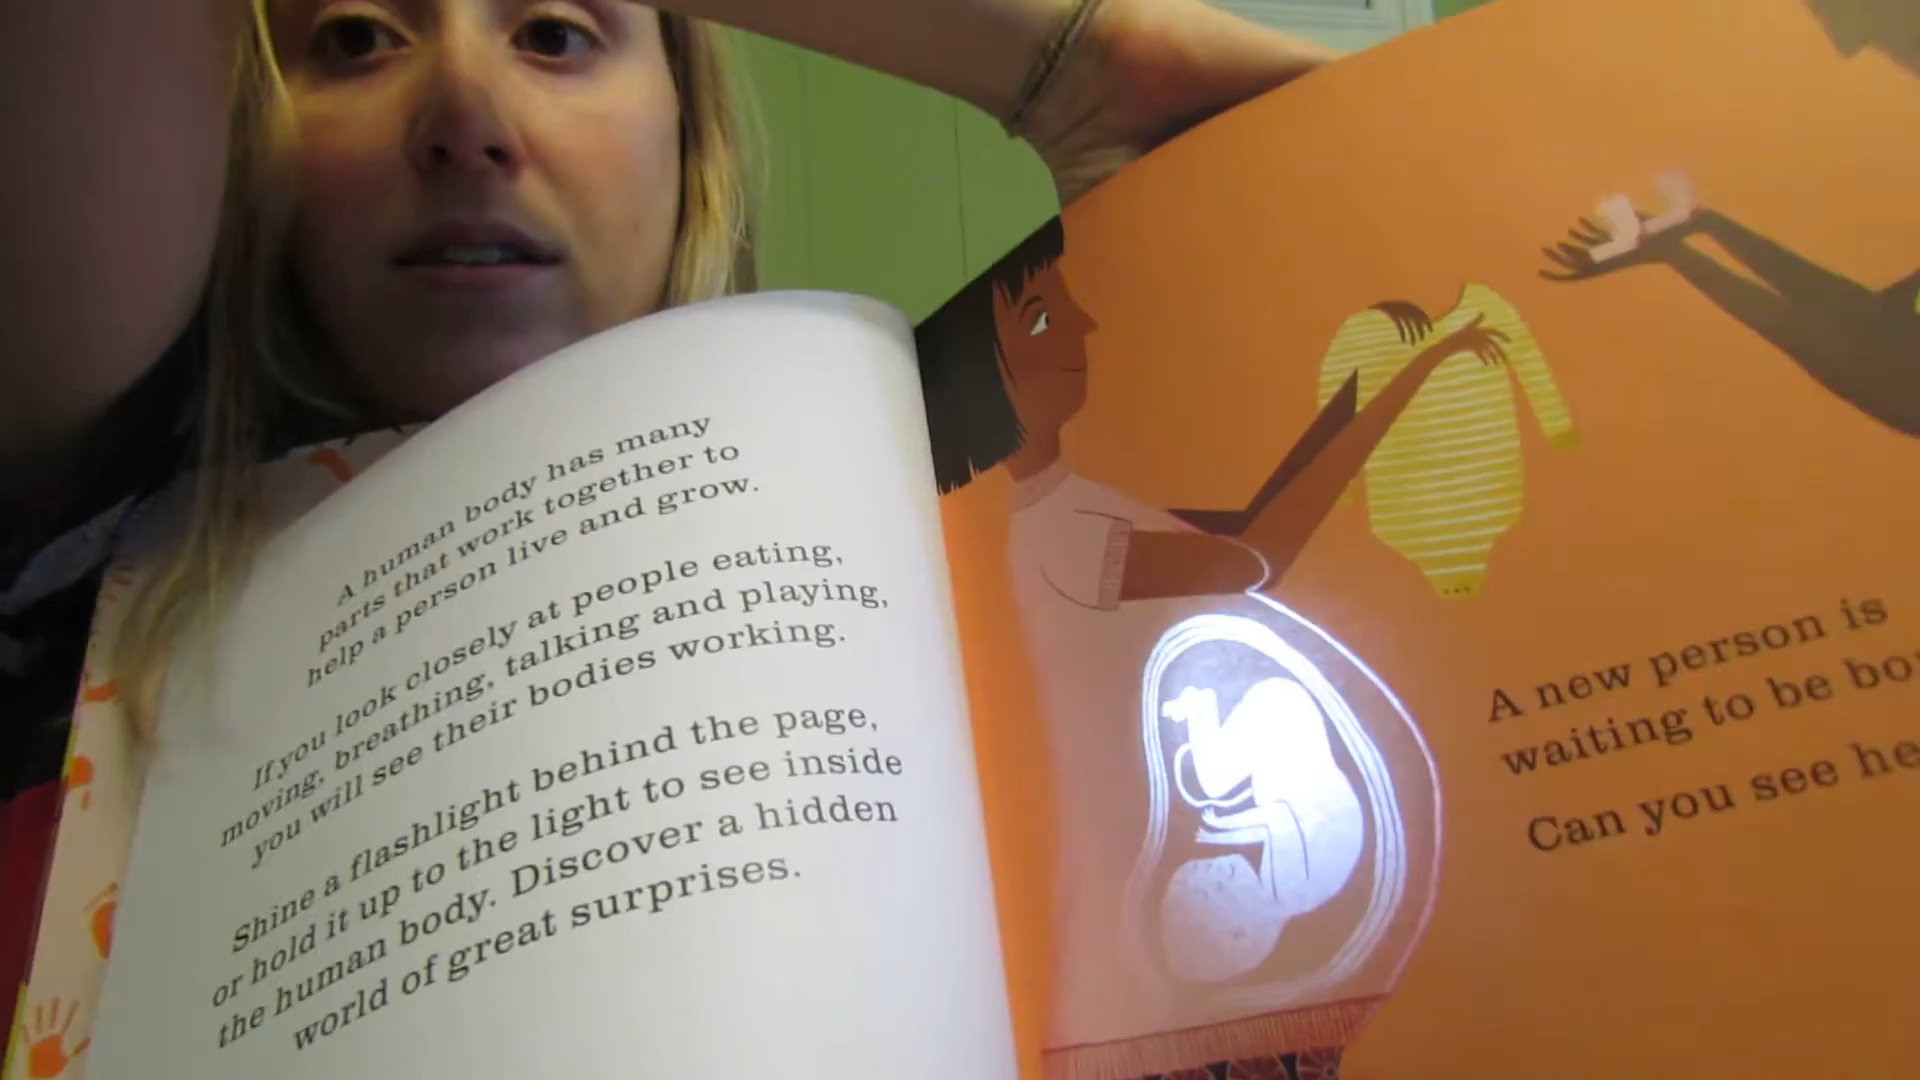 A human body has many
parts that work together to
help a person live and grow.
If you look closely at people eating,
moving, breathing, talking and playing,
you will see their bodies working.
Shine a flashlight behind the page,
or hold it up to the light to see inside
the human body. Discover a hidden
world of great surprises.
A new person is
waiting to be
Can you see